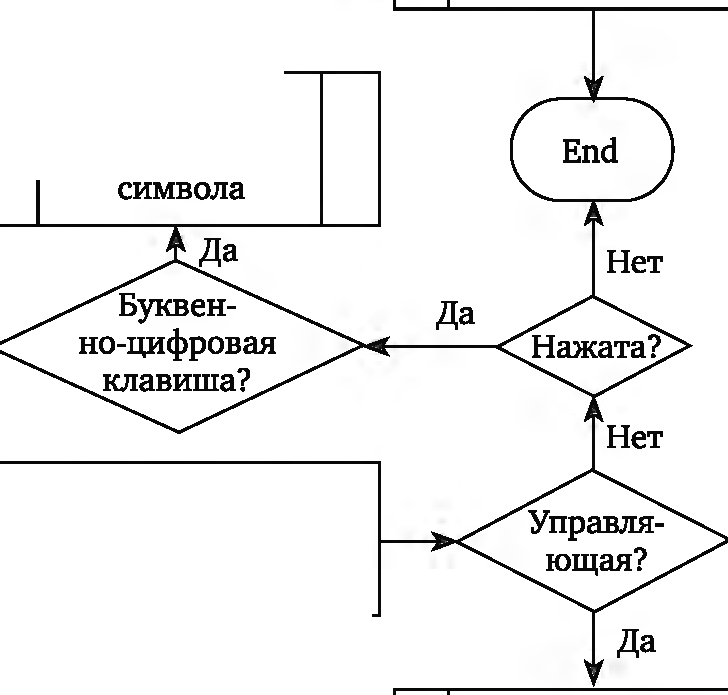 End
символа
Да
Нет
Буквен-
но-цифровая
клавиша?
Да
Нажата?
Нет
Управля-
ющая?
Да